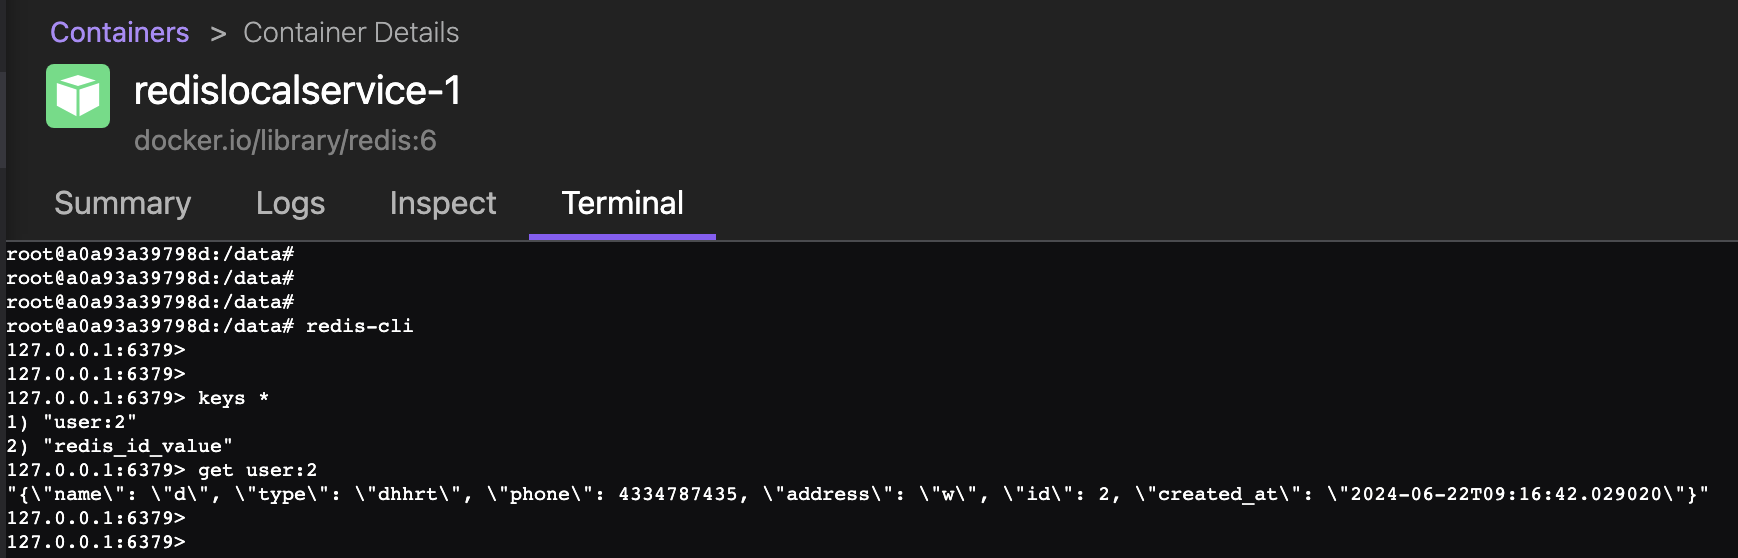 Containers > Container Details
redislocalservice-1
docker.io/library/redis:6
Summary Logs Inspect Terminal
root@a0a93a39798d:/data#
root@a0a93a39798d:/data#
root@a0a93a39798d:/data#
root@a0a93a39798d:/data# redis-cli
127.0.0.1:6379>
127.0.0.1:6379>
127.0.0.1:6379> keys *
1) "user:2"
2) "redis_id_value"
127.0.0.1:6379> get user:2
"{\"name\": \"d\", \"type\": \"dhhrt\", \"phone\": 4334787435, \"address\": \"w\", \"id\": 2, \"created_at\": \"2024-06-22T09:16:42.029020\"}"
127.0.0.1:6379>
127.0.0.1:6379>